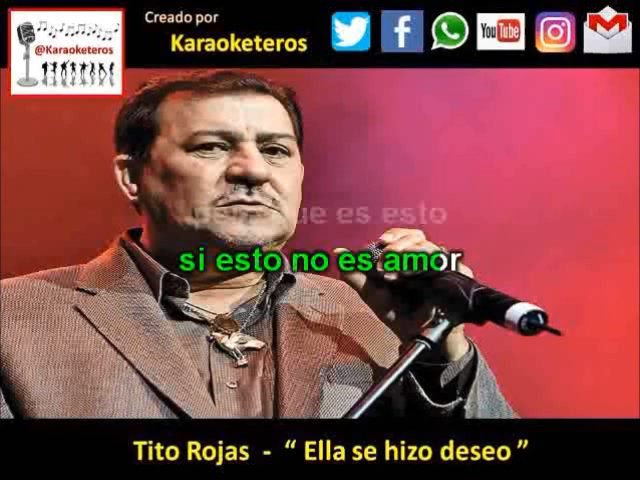 Creado por
Karaoketeros
@Karaoketeros
You Tube
que es esto
si esto no es amor
Tito Rojas - “ Ella se hizo deseo ”